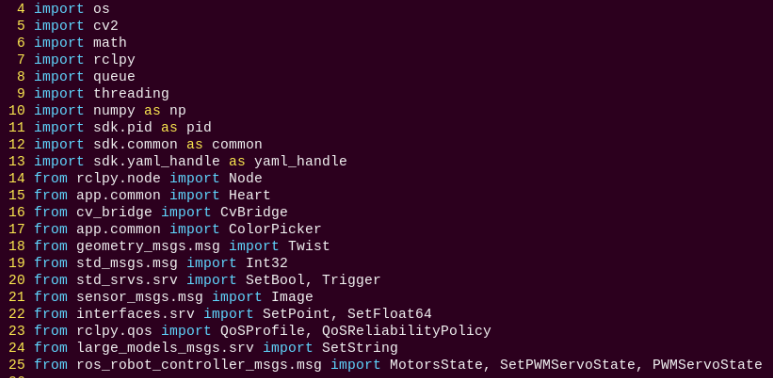 4 import os
5 import cv2
6 import math
7 import rclpy
8 import queue
9 import threading
10 import numpy as np
11 import sdk.pid as pid
12 import sdk.common as common
13 import sdk.yaml_handle as yaml_handle
14 from rclpy.node import Node
15 from app.common import Heart
16 from cv_bridge import CvBridge
17 from app.common import ColorPicker
18 from geometry_msgs.msg import Twist
19 from std_msgs.msg import Int32
20 from std_srvs.srv import SetBool, Trigger
21 from sensor_msgs.msg import Image
22 from interfaces.srv import SetPoint, SetFloat64
23 from rclpy.qos import QoSProfile, QoSReliabilityPolicy
24 from large_models_msgs.srv import SetString
25 from ros_robot_controller_msgs.msg import MotorsState, SetPWMServoState, PWMServoState